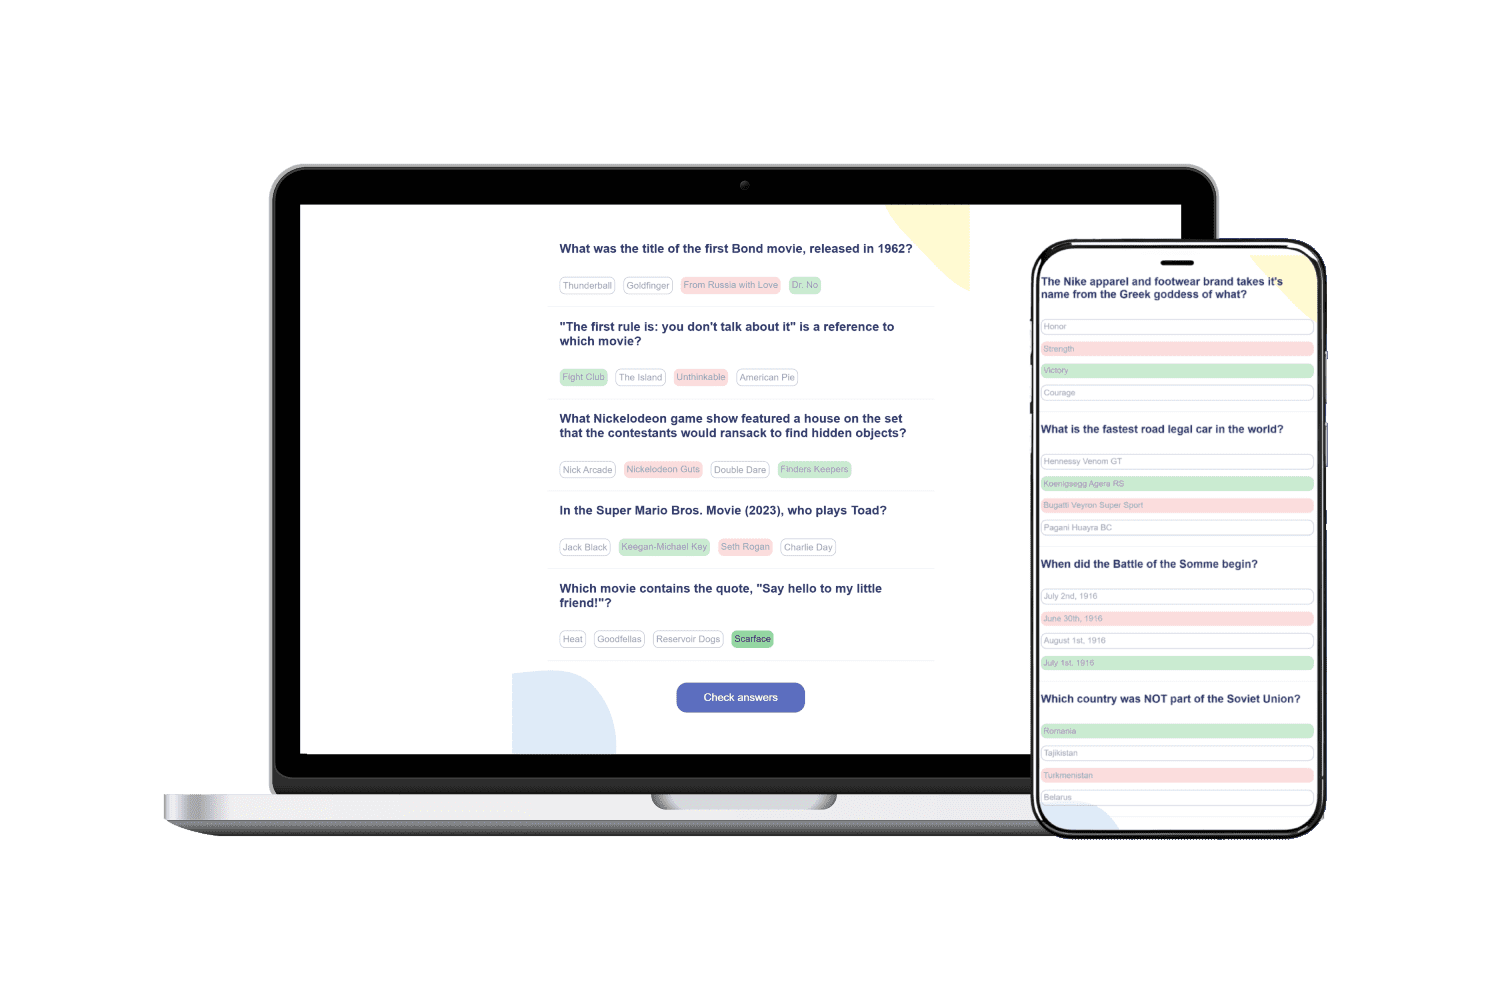 What was the title of the first Bond movie, released in 1962?
Thunderball Goldfinger From Russia with Love Dr. No
"The first rule is: you don't talk about it" is a reference to
which movie?
Fight Club The Island Unthinkable American Pie
What Nickelodeon game show featured a house on the set
that the contestants would ransack to find hidden objects?
Nick Arcade Nickelodeon Guts Double Dare Finders Keepers
In the Super Mario Bros. Movie (2023), who plays Toad?
Jack Black Keegan-Michael Key Seth Rogan Charlie Day
Which movie contains the quote, "Say hello to my little
friend!"?
Heat Goodfellas Reservoir Dogs Scarface
Check answers
The Nike apparel and footwear brand takes it's
name from the Greek goddess of what?
Honor
Strength
Victory
Courage
What is the fastest road legal car in the world?
Hennessy Venom GT
Koenigsegg Agera RS
Bugatti Veyron Super Sport
Pagani Huayra BC
When did the Battle of the Somme begin?
July 2nd, 1916
June 30th, 1916
August 1st, 1916
July 1st, 1916
Which country was NOT part of the Soviet Union?
Romania
Tajikistan
Turkmenistan
Belarus